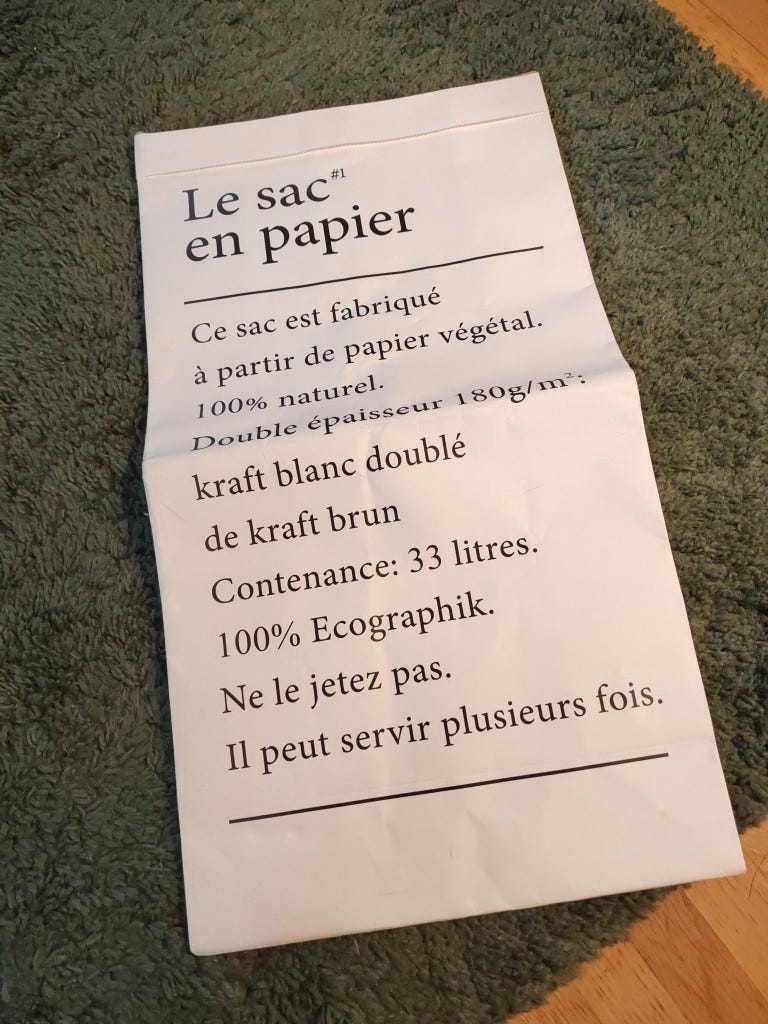 Le sac #1
en papier
Ce sac est fabriqué
à partir de papier végétal.
100% naturel.
Double épaisseur 180g/m²:
kraft blanc doublé
de kraft brun
Contenance: 33 litres.
100% Ecographik.
Ne le jetez pas.
Il peut servir plusieurs fois.